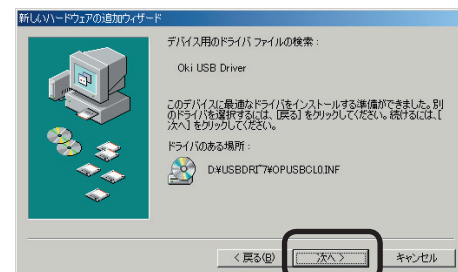 新しいハードウェアの追加ウィザード
デバイス用のドライバ ファイルの検索 :
Oki USB Driver
このデバイスに最適なドライバをインストールする準備ができました。別
のドライバを選択するには、[戻る] をクリックしてください。続けるには、[
次へ] をクリックしてください。
ドライバのある場所 :
D:¥USBDRI~7¥OPUSBCL0.INF
< 戻る(B)
次へ >
キャンセル